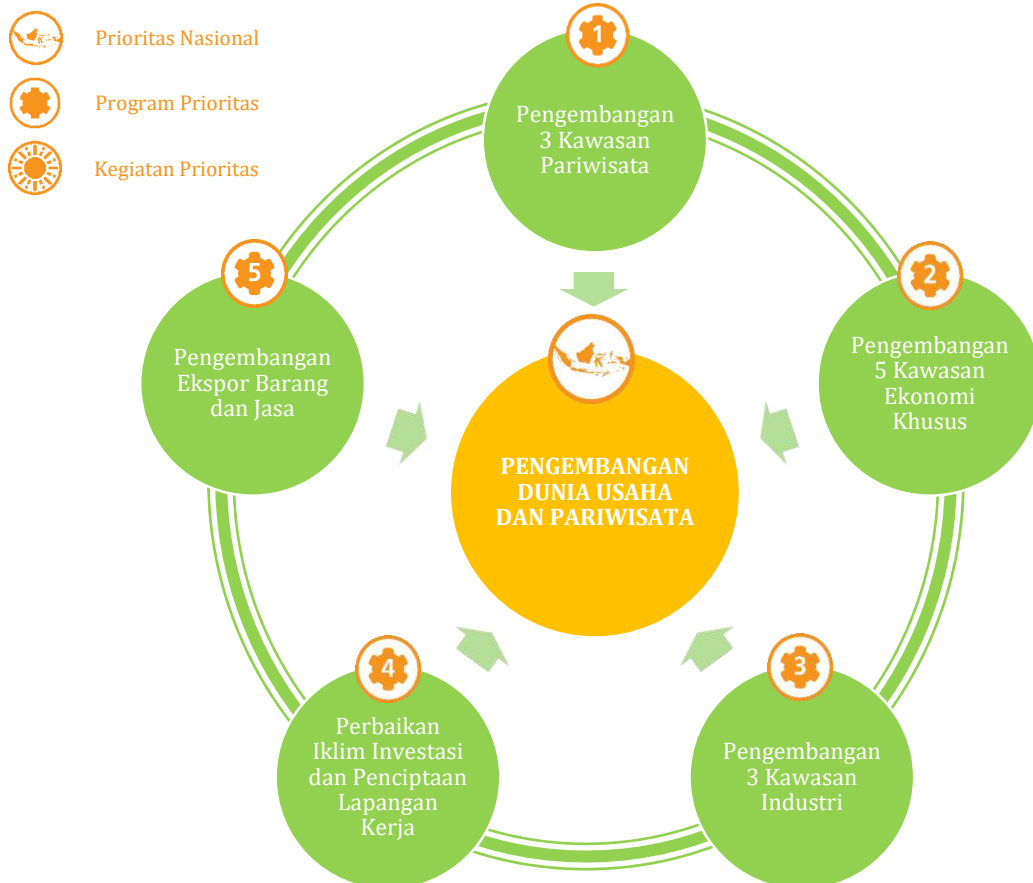 Prioritas Nasional
Program Prioritas
Kegiatan Prioritas
1
Pengembangan
3 Kawasan
Pariwisata
2
Pengembangan
5 Kawasan
Ekonomi
Khusus
3
Pengembangan
3 Kawasan
Industri
4
Perbaikan
Iklim Investasi
dan Penciptaan
Lapangan
Kerja
5
Pengembangan
Ekspor Barang
dan Jasa
PENGEMBANGAN
DUNIA USAHA
DAN PARIWISATA